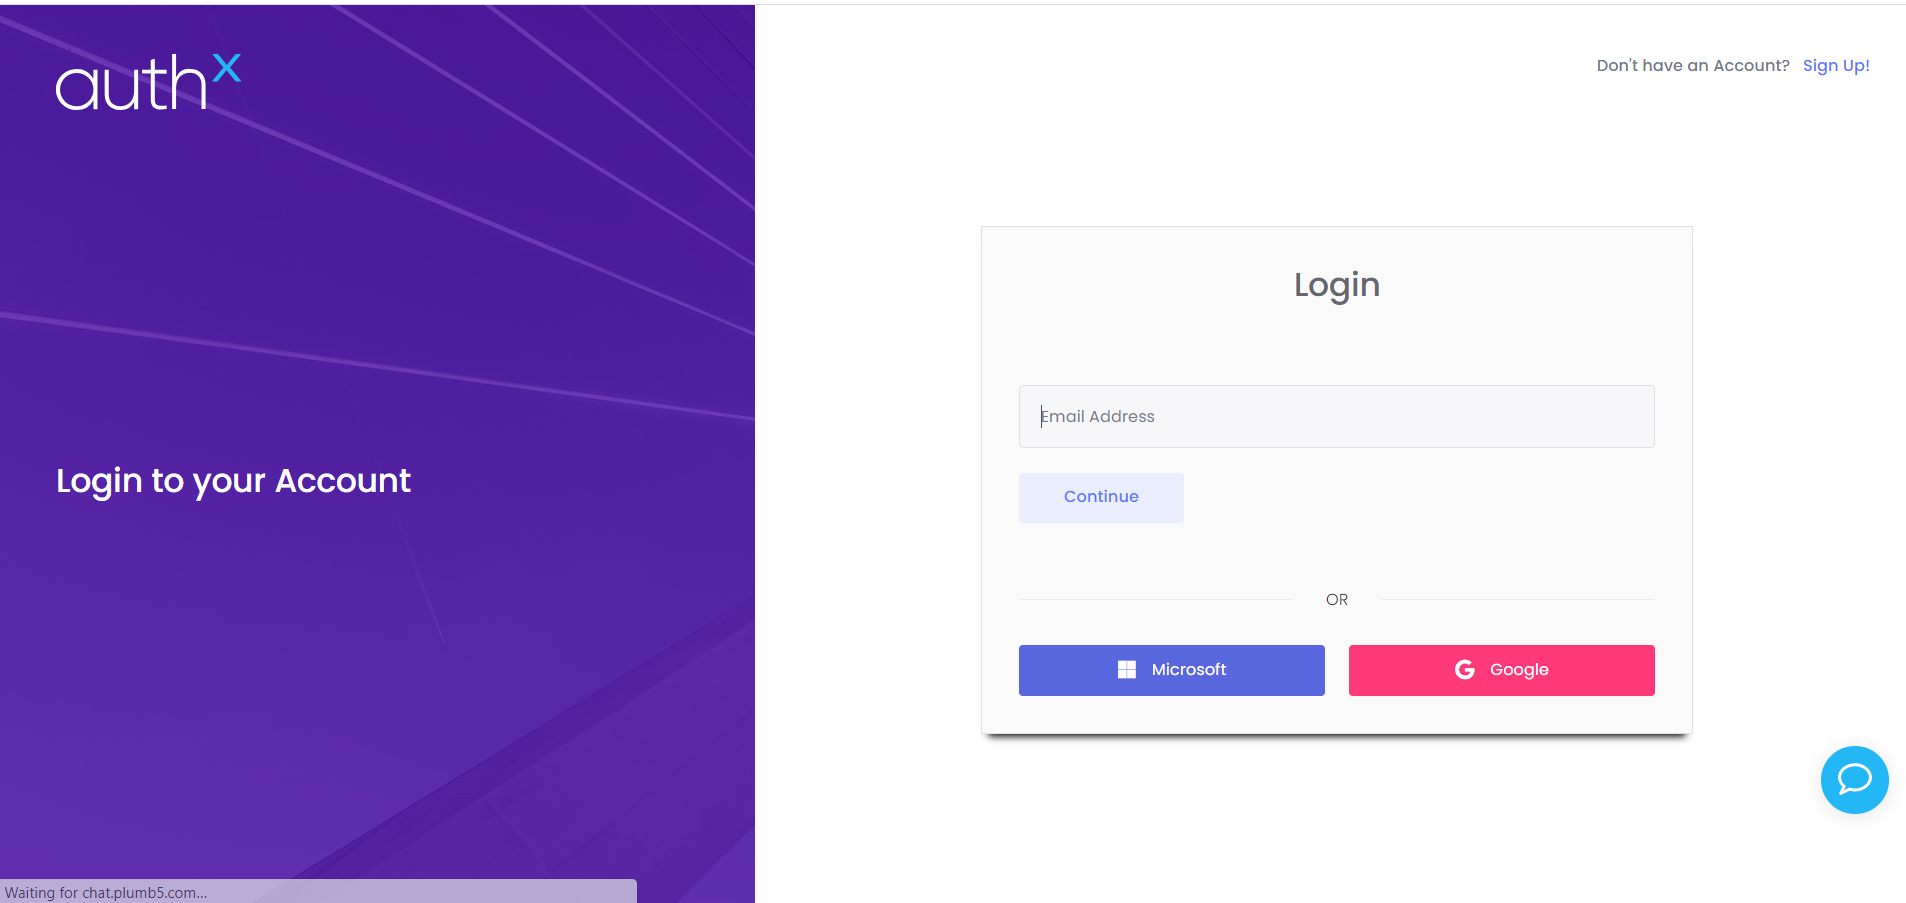 authx
Don't have an Account? Sign Up!
Login
Email Address
Continue
Login to your Account
OR
Microsoft
Google
Waiting for chat.plumb5.com...